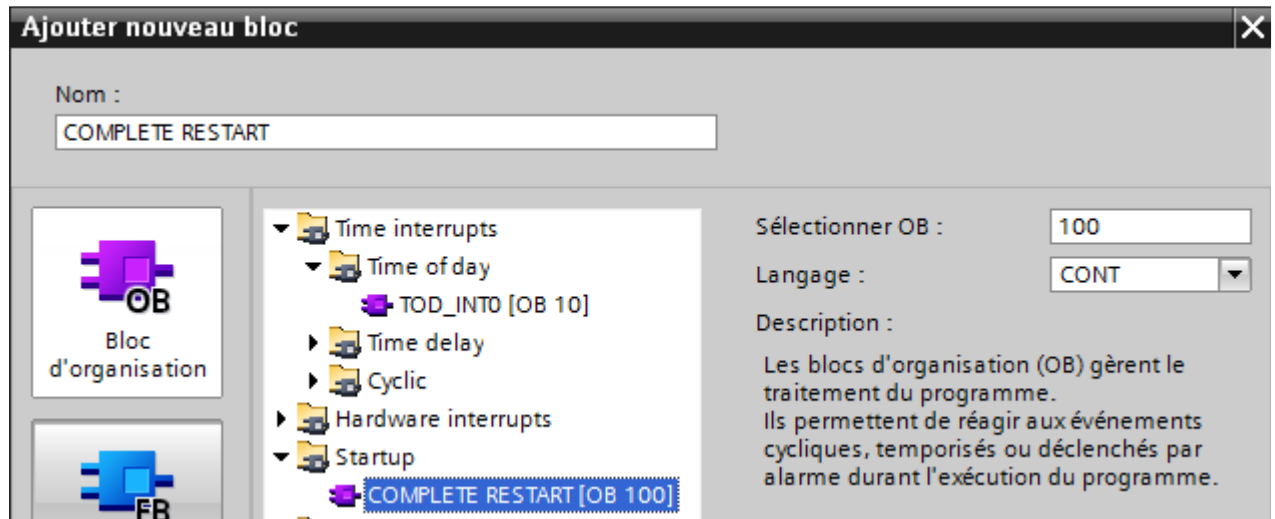 Ajouter nouveau bloc
Nom :
COMPLETE RESTART
OB
Bloc
d'organisation
FB
Time interrupts
Time of day
TOD_INT0 [OB 10]
Time delay
Cyclic
Hardware interrupts
Startup
COMPLETE RESTART [OB 100]
Sélectionner OB :
100
Langage :
CONT
Description :
Les blocs d'organisation (OB) gèrent le
traitement du programme.
Ils permettent de réagir aux événements
cycliques, temporisés ou déclenchés par
alarme durant l'exécution du programme.